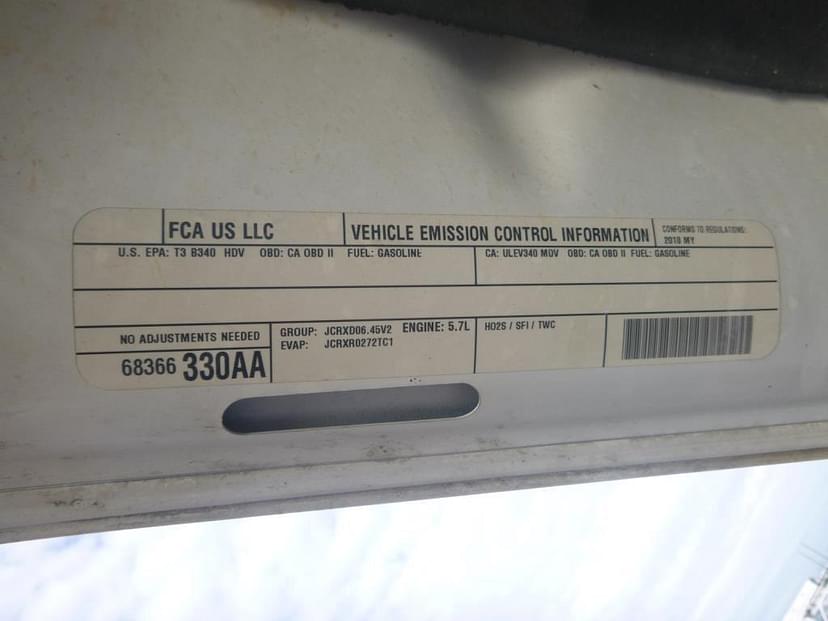 FCA US LLC
VEHICLE EMISSION CONTROL INFORMATION
CONFORMS TO REGULATIONS:
2018 MY
U.S. EPA: T3 B340 HDV OBD: CA OBD II FUEL: GASOLINE
CA: ULEV340 MDV OBD: CA OBD II FUEL: GASOLINE
NO ADJUSTMENTS NEEDED
68366 330AA
GROUP: JCRXD06.45V2 ENGINE: 5.7L
EVAP: JCRXR0272TC1
HO2S / SFI / TWC